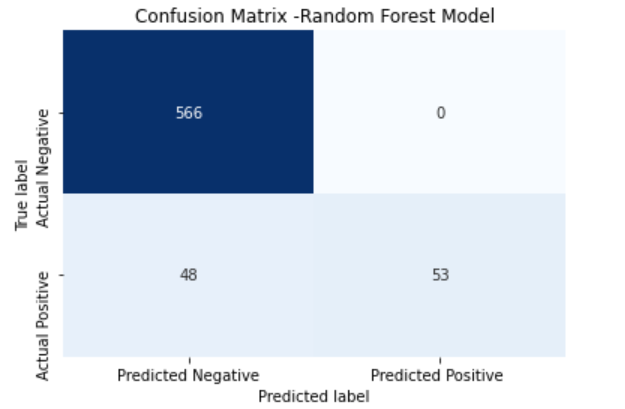 Confusion Matrix -Random Forest Model
True label
Actual Negative
566
0
Actual Positive
48
53
Predicted Negative
Predicted Positive
Predicted label